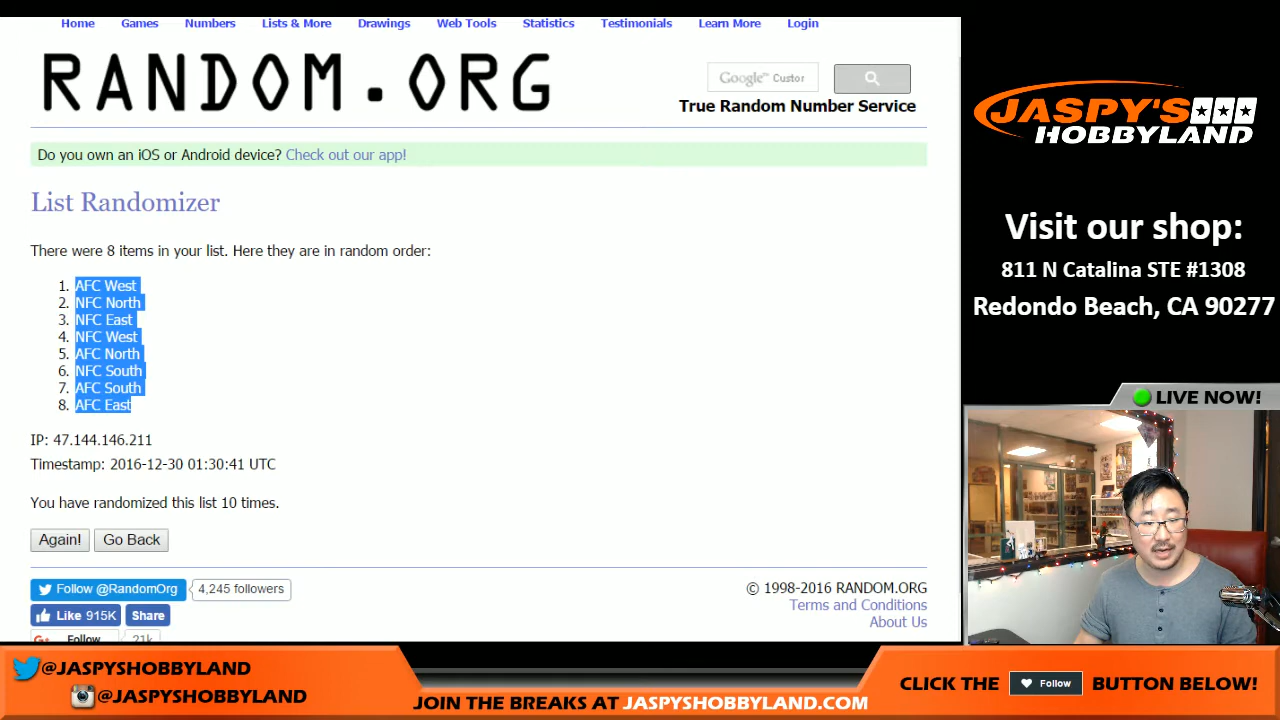 Home Games Numbers Lists & More Drawings Web Tools Statistics Testimonials Learn More Login
RANDOM.ORG
Google™ Custor
True Random Number Service
Do you own an iOS or Android device? Check out our app!
List Randomizer
There were 8 items in your list. Here they are in random order:
1. AFC West
2. NFC North
3. NFC East
4. NFC West
5. AFC North
6. NFC South
7. AFC South
8. AFC East
IP: 47.144.146.211
Timestamp: 2016-12-30 01:30:41 UTC
You have randomized this list 10 times.
Again! Go Back
Follow @RandomOrg 4,245 followers
Like 915K Share
G+ Follow 21k
© 1998-2016 RANDOM.ORG
Terms and Conditions
About Us
JASPY'S
HOBBYLAND
Visit our shop:
811 N Catalina STE #1308
Redondo Beach, CA 90277
LIVE NOW!
@JASPYSHOBBYLAND
@JASPYSHOBBYLAND
JOIN THE BREAKS AT JASPYSHOBBYLAND.COM
CLICK THE Follow BUTTON BELOW!